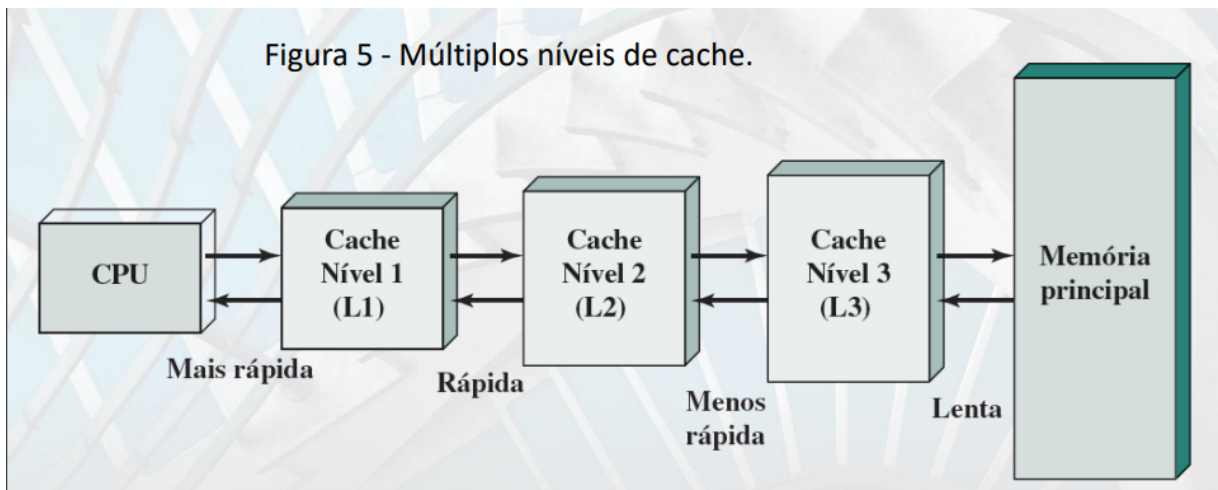 Figura 5 - Múltiplos níveis de cache.
CPU
Cache
Nível 1
(L1)
Cache
Nível 2
(L2)
Cache
Nível 3
(L3)
Memória
principal
Mais rápida
Rápida
Menos
rápida
Lenta